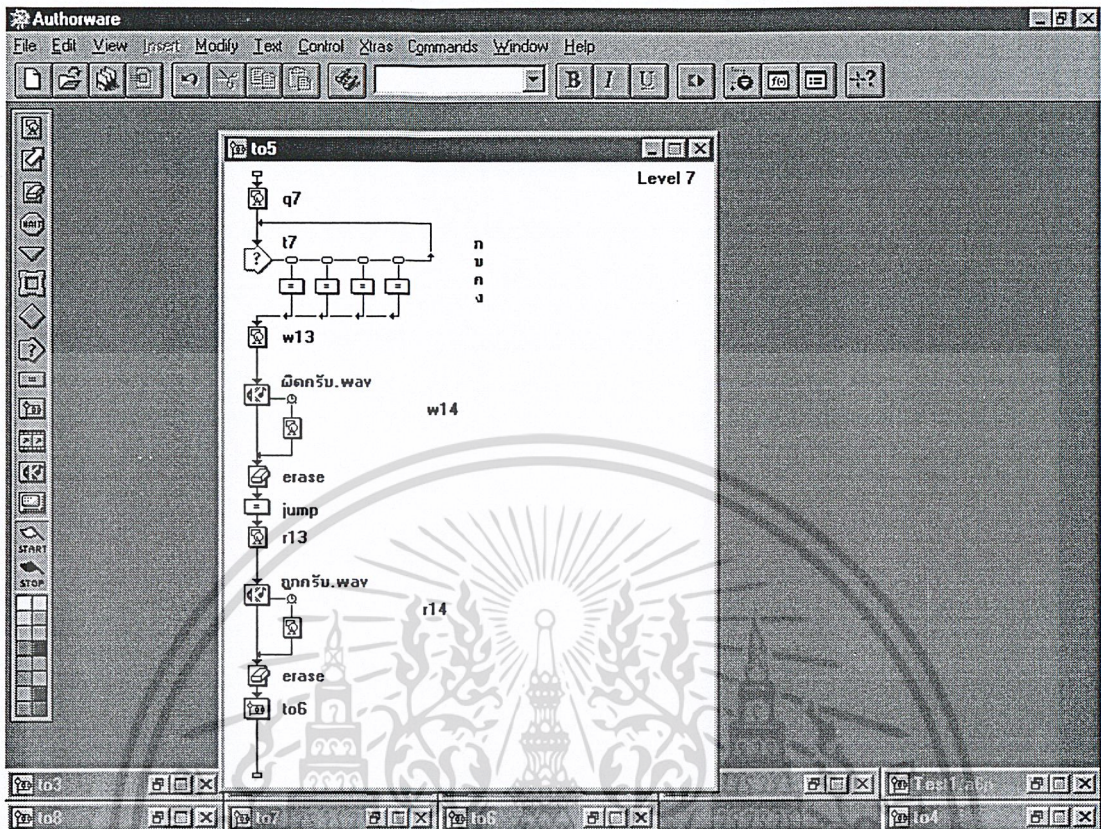 Authorware
File Edit View Insert Modify Text Control Xtras Commands Window Help
B I U
to5
Level 7
q7
t7
ก
ข
ค
ง
w13
ผิดครับ.wav
w14
erase
jump
r13
ถูกครับ.wav
r14
erase
to6
WAIT
START
STOP
to3
Test1.a5p
to8
to7
to6
to4